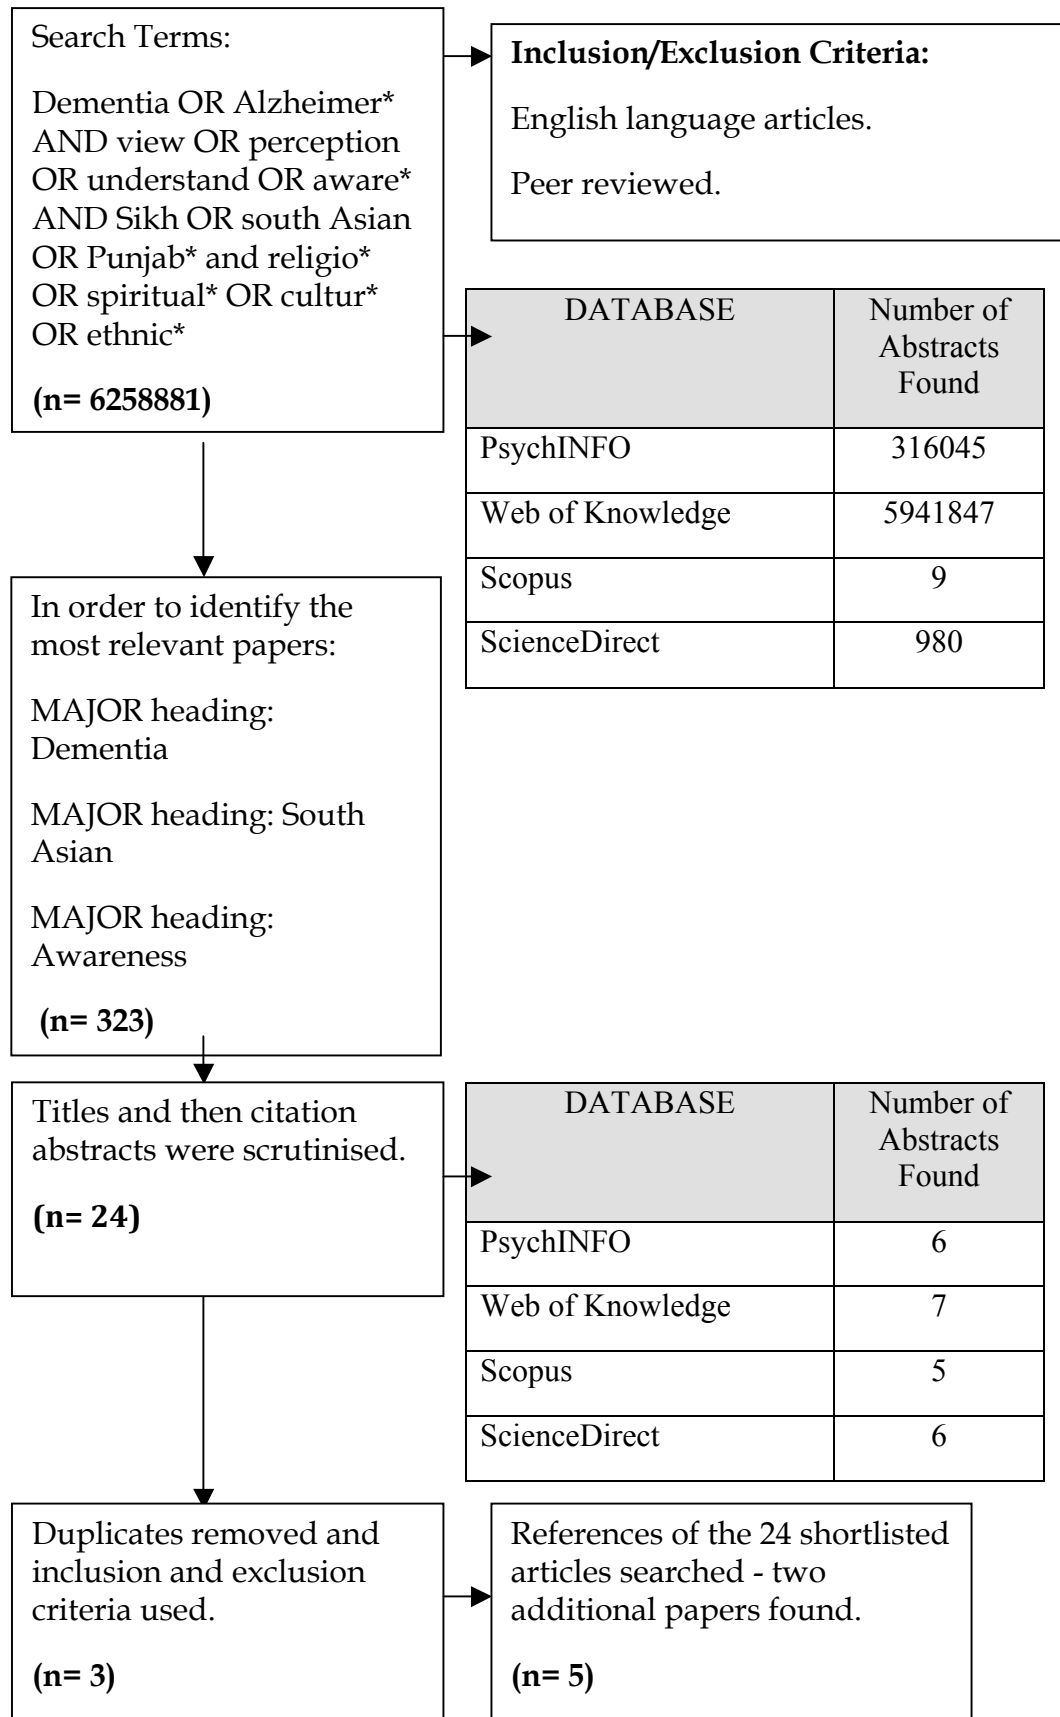 Search Terms:
Dementia OR Alzheimer*
AND view OR perception
OR understand OR aware*
AND Sikh OR south Asian
OR Punjab* and religio*
OR spiritual* OR cultur*
OR ethnic*
(n= 6258881)
Inclusion/Exclusion Criteria:
English language articles.
Peer reviewed.
DATABASE
Number of
Abstracts
Found
PsychINFO
316045
Web of Knowledge
5941847
Scopus
9
ScienceDirect
980
In order to identify the
most relevant papers:
MAJOR heading:
Dementia
MAJOR heading: South
Asian
MAJOR heading:
Awareness
(n= 323)
Titles and then citation
abstracts were scrutinised.
(n= 24)
DATABASE
Number of
Abstracts
Found
PsychINFO
6
Web of Knowledge
7
Scopus
5
ScienceDirect
6
Duplicates removed and
inclusion and exclusion
criteria used.
(n= 3)
References of the 24 shortlisted
articles searched - two
additional papers found.
(n= 5)